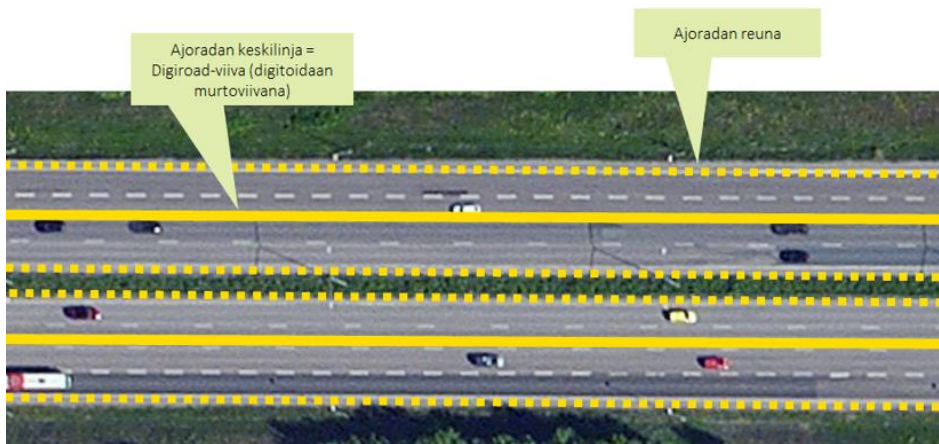 Ajoradan keskilinja =
Digiroad-viiva (digitoidaan
murtoviivana)
Ajoradan reuna